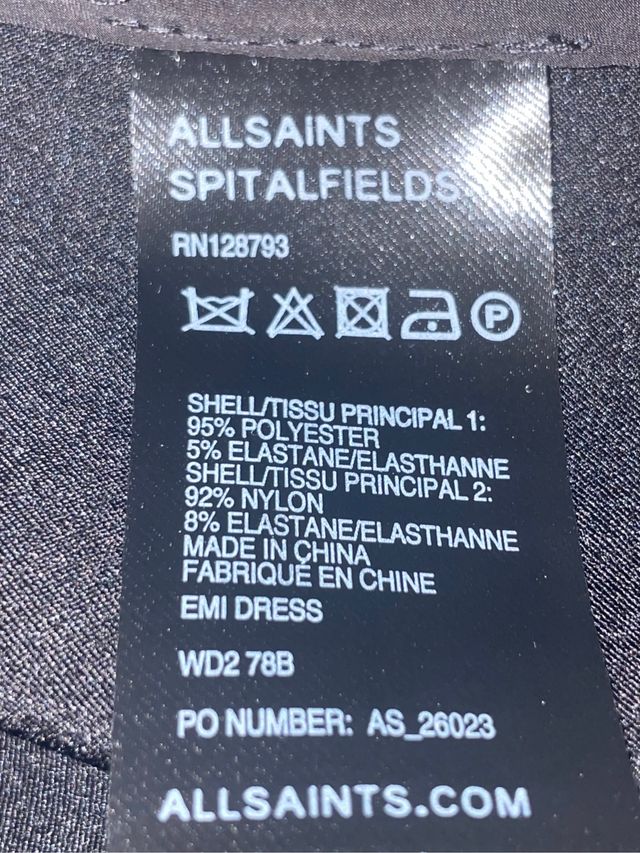 ALLSAINTS
SPITALFIELDS
RN128793
P
SHELL/TISSU PRINCIPAL 1:
95% POLYESTER
5% ELASTANE/ELASTHANNE
SHELL/TISSU PRINCIPAL 2:
92% NYLON
8% ELASTANE/ELASTHANNE
MADE IN CHINA
FABRIQUÉ EN CHINE
EMI DRESS
WD2 78B
PO NUMBER: AS_26023
ALLSAINTS.COM